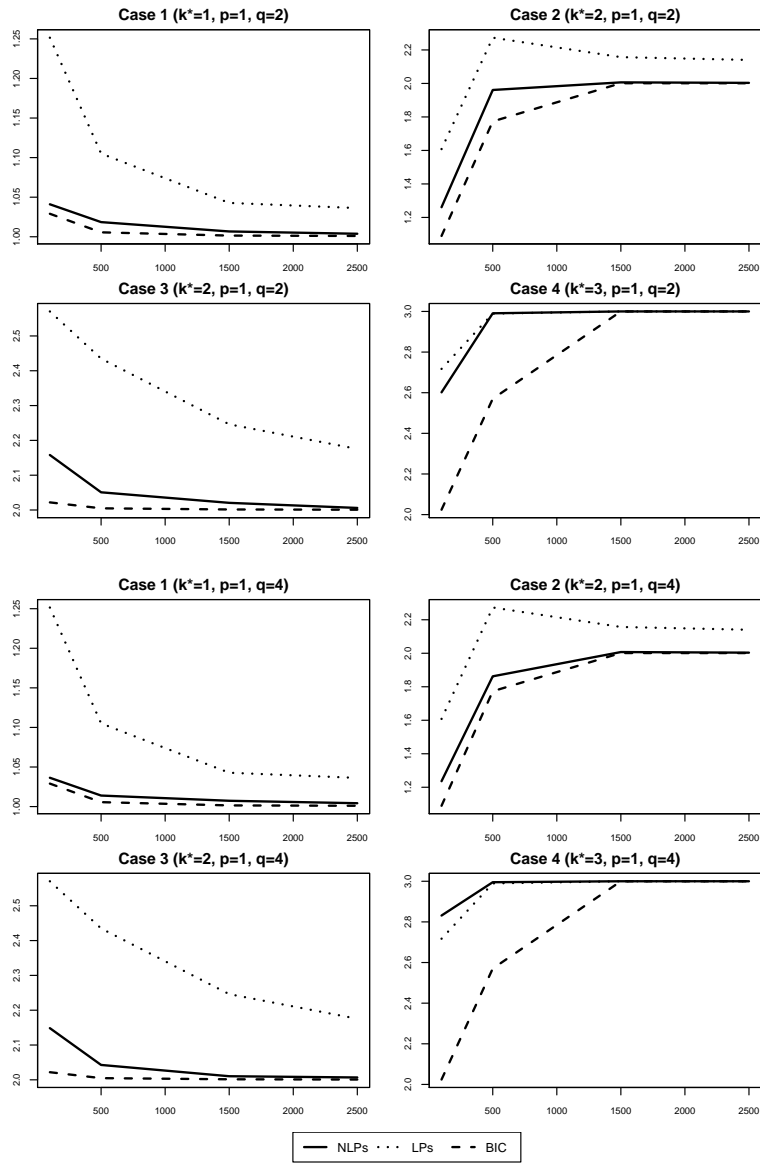 Case 1 (k*=1, p=1, q=2)
1.00 1.05 1.10 1.15 1.20 1.25
500 1000 1500 2000 2500
Case 2 (k*=2, p=1, q=2)
1.2 1.4 1.6 1.8 2.0 2.2
500 1000 1500 2000 2500
Case 3 (k*=2, p=1, q=2)
2.0 2.1 2.2 2.3 2.4 2.5
500 1000 1500 2000 2500
Case 4 (k*=3, p=1, q=2)
2.0 2.2 2.4 2.6 2.8 3.0
500 1000 1500 2000 2500
Case 1 (k*=1, p=1, q=4)
1.00 1.05 1.10 1.15 1.20 1.25
500 1000 1500 2000 2500
Case 2 (k*=2, p=1, q=4)
1.2 1.4 1.6 1.8 2.0 2.2
500 1000 1500 2000 2500
Case 3 (k*=2, p=1, q=4)
2.0 2.1 2.2 2.3 2.4 2.5
500 1000 1500 2000 2500
Case 4 (k*=3, p=1, q=4)
2.0 2.2 2.4 2.6 2.8 3.0
500 1000 1500 2000 2500
NLPs LPs BIC